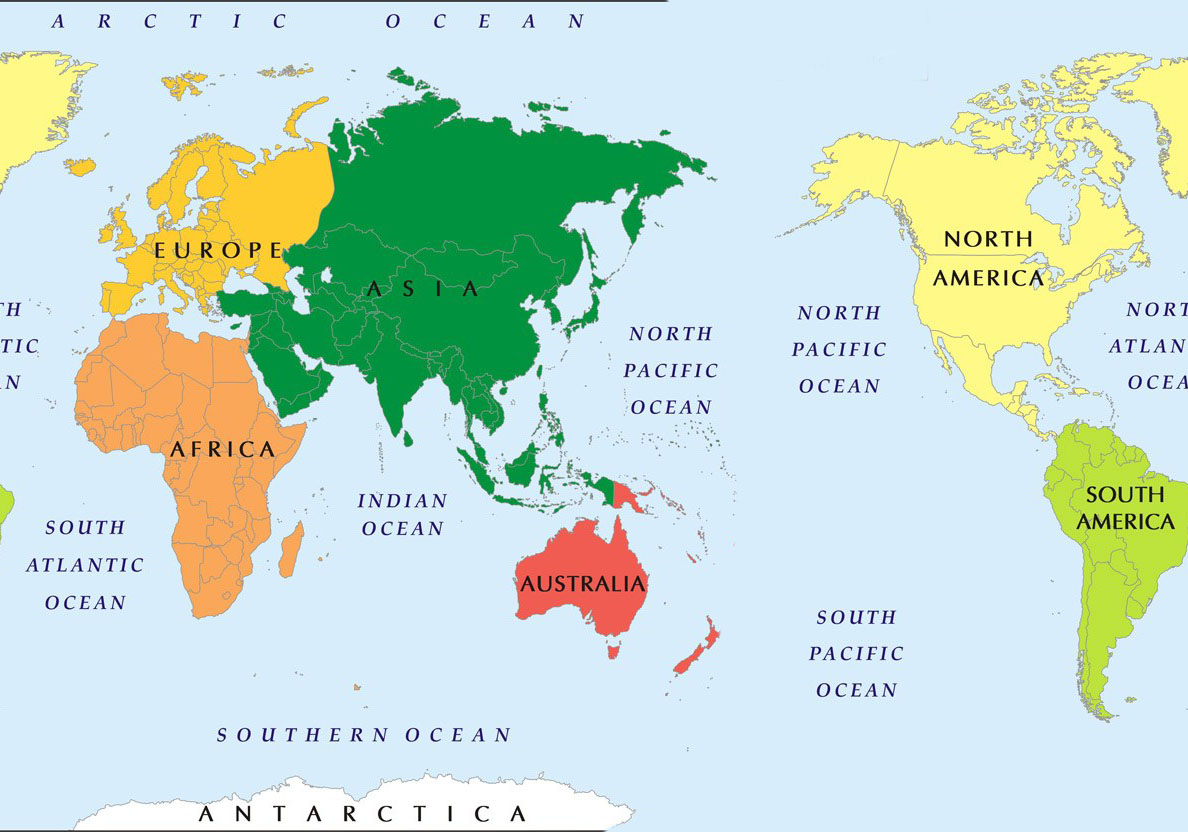 ARCTIC OCEAN
EUROPE
ASIA
NORTH
AMERICA
TH
TIC
AN
NORTH
PACIFIC
OCEAN
NORTH
PACIFIC
OCEAN
NORT
ATLAN
OCEA
AFRICA
INDIAN
OCEAN
SOUTH
AMERICA
SOUTH
ATLANTIC
OCEAN
AUSTRALIA
SOUTH
PACIFIC
OCEAN
SOUTHERN OCEAN
ANTARCTICA